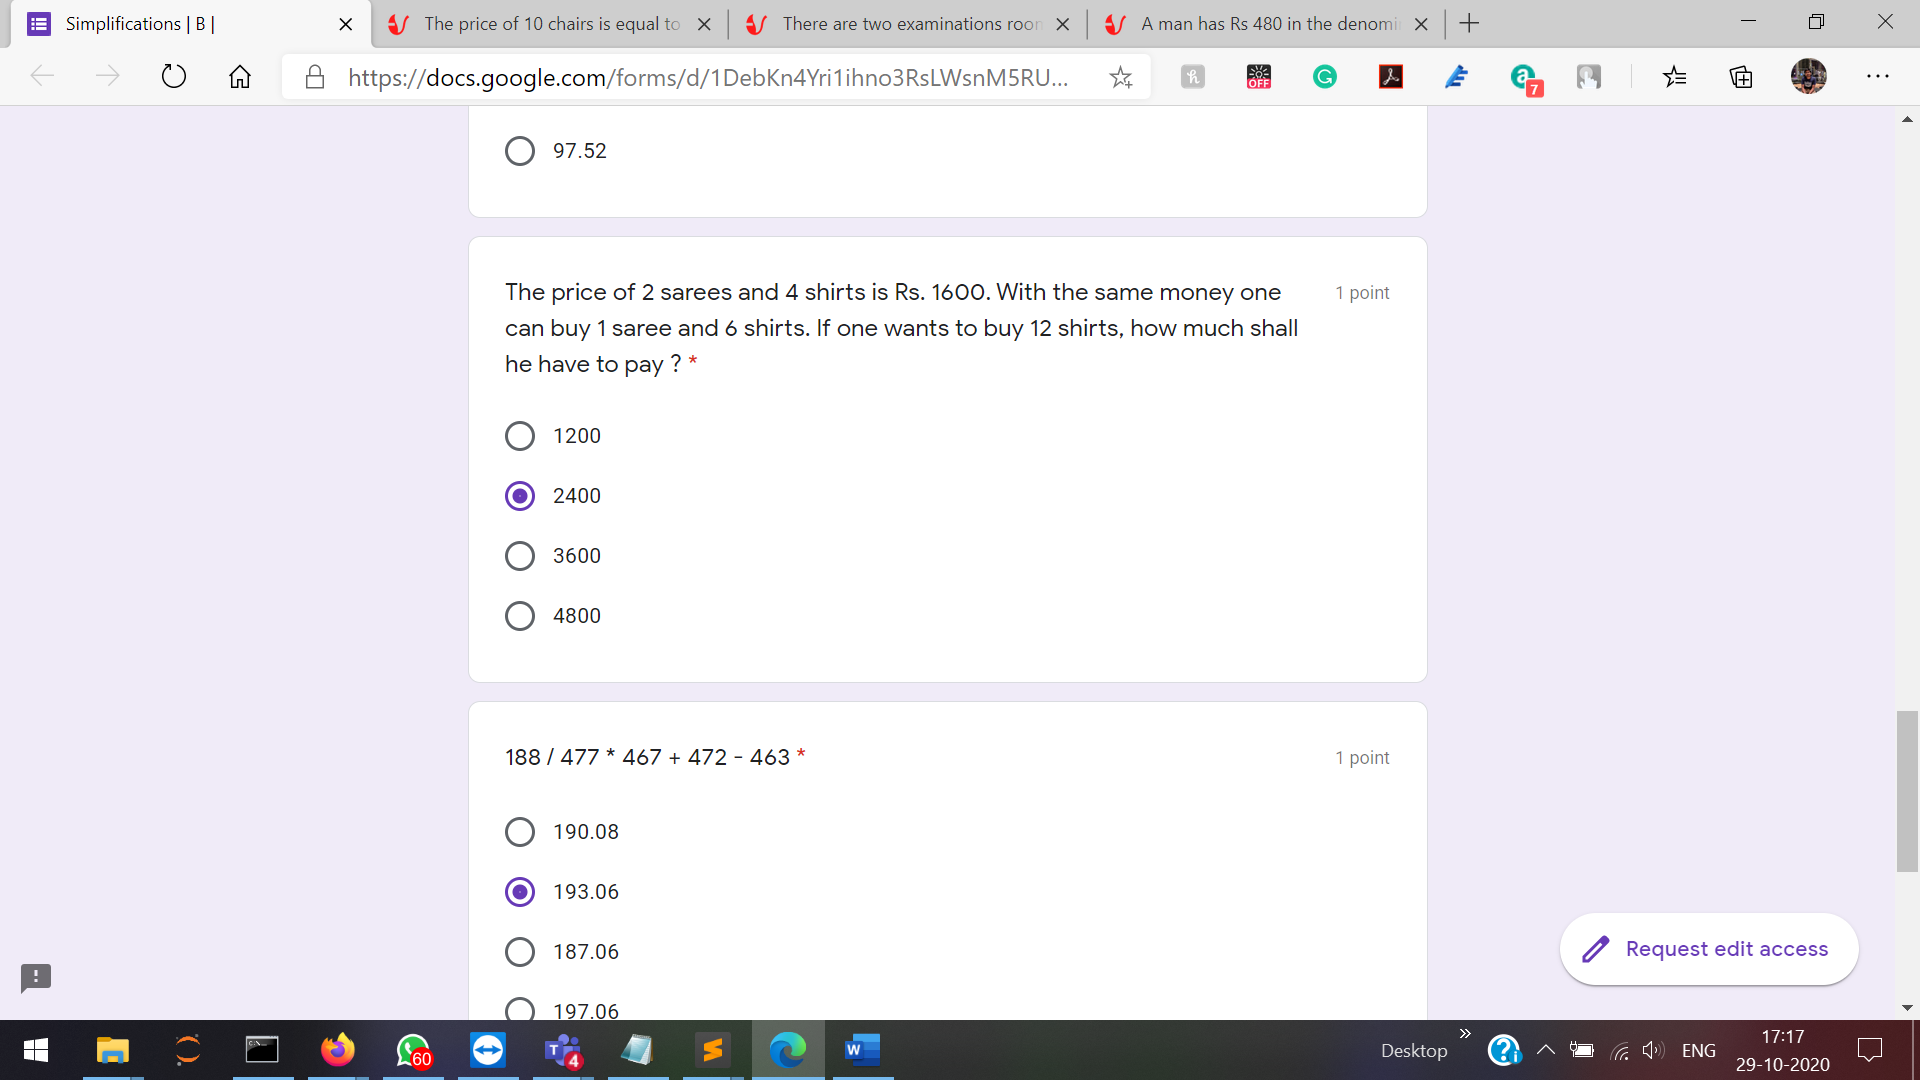 Simplifications | B |
The price of 10 chairs is equal to
There are two examinations room
A man has Rs 480 in the denomi
https://docs.google.com/forms/d/1DebKn4Yri1ihno3RsLWsnM5RU...
OFF
7
97.52
The price of 2 sarees and 4 shirts is Rs. 1600. With the same money one
can buy 1 saree and 6 shirts. If one wants to buy 12 shirts, how much shall
he have to pay ? *
1 point
1200
2400
3600
4800
188 / 477 * 467 + 472 - 463 *
1 point
190.08
193.06
187.06
197.06
Request edit access
60
4
Desktop
ENG
17:17
29-10-2020